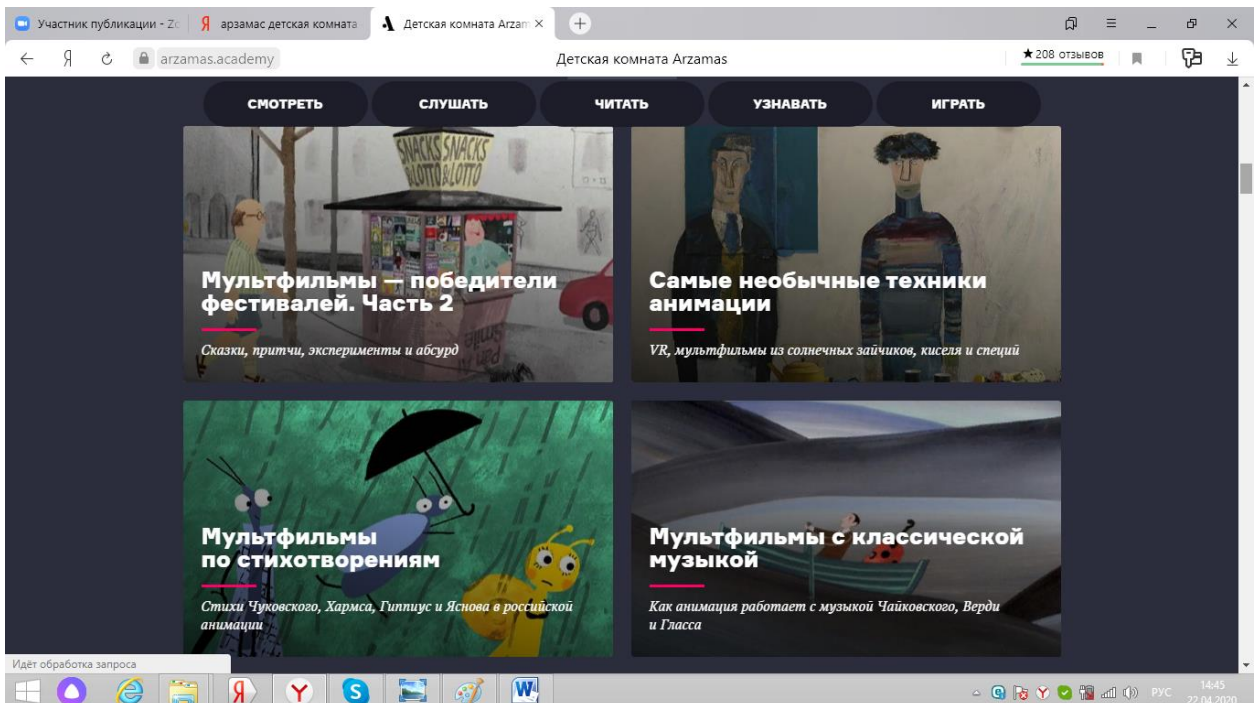 Участник публикации - Zo
арзамас детская комната
Детская комната Arzam
arzamas.academy
Детская комната Arzamas
★208 отзывов
СМОТРЕТЬ
СЛУШАТЬ
ЧИТАТЬ
УЗНАВАТЬ
ИГРАТЬ
SNACKS SNACKS
&LOTTO &LOTTO
Мультфильмы — победители
фестивалей. Часть 2
Сказки, притчи, эксперименты и абсурд
Самые необычные техники
анимации
VR, мультфильмы из солнечных зайчиков, киселя и специй
Мультфильмы
по стихотворениям
Стихи Чуковского, Хармса, Гиппиус и Яснова в российской
анимации
Мультфильмы с классической
музыкой
Как анимация работает с музыкой Чайковского, Верди
и Гласса
Идёт обработка запроса
РУС
14:45
22.04.2020